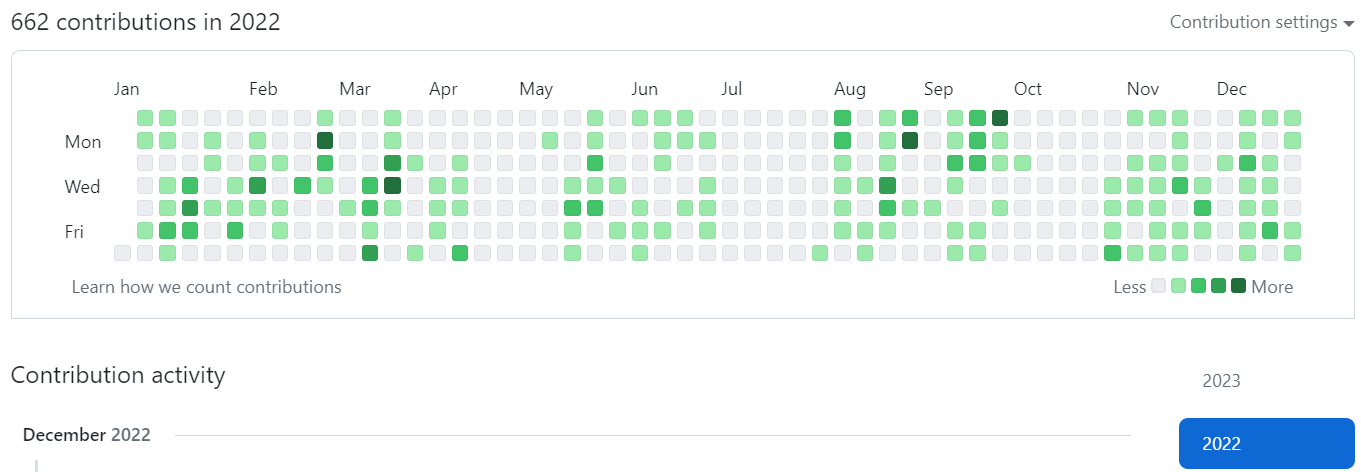 662 contributions in 2022
Contribution settings
Jan Feb Mar Apr May Jun Jul Aug Sep Oct Nov Dec
Mon
Wed
Fri
Learn how we count contributions
Less More
Contribution activity
2023
December 2022
2022